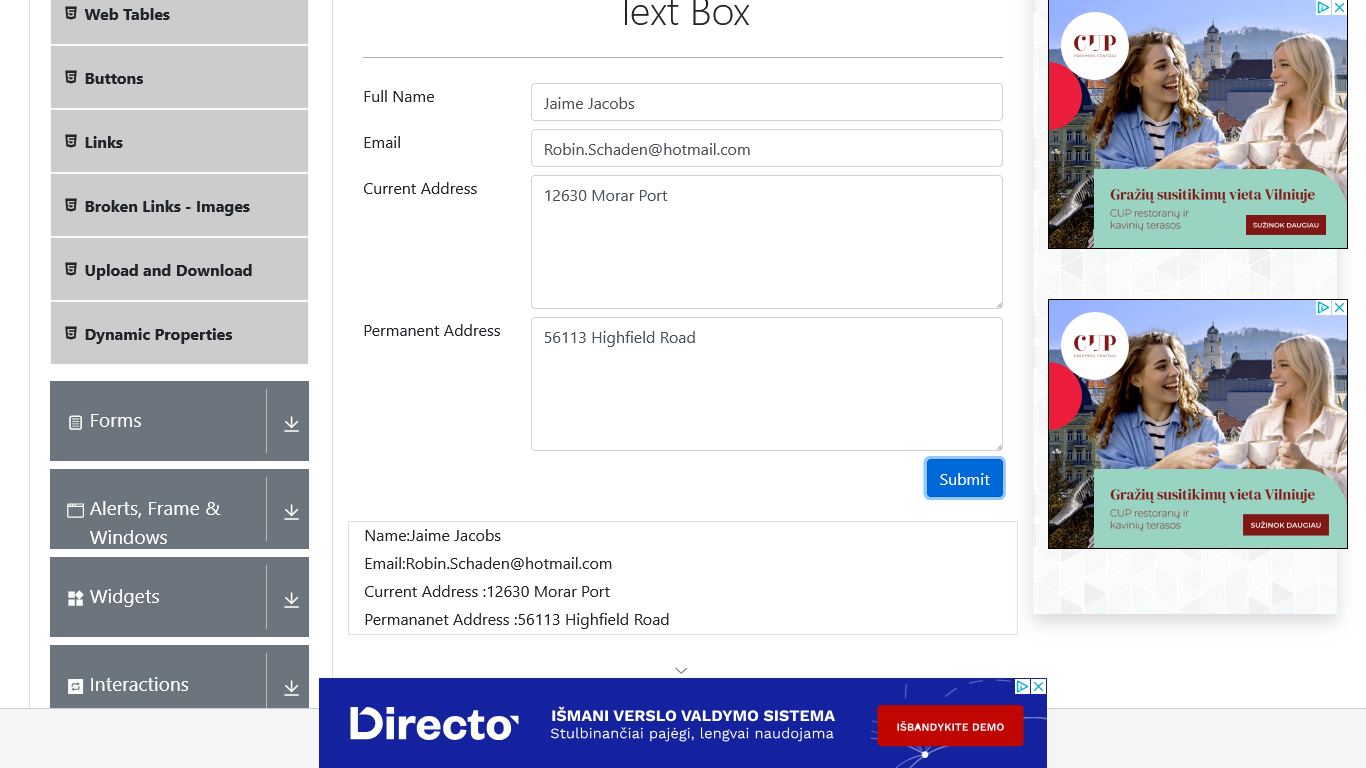 Text Box
Web Tables
Buttons
Links
Broken Links - Images
Upload and Download
Dynamic Properties
Forms
Alerts, Frame &
Windows
Widgets
Interactions
Full Name
Jaime Jacobs
Email
Robin.Schaden@hotmail.com
Current Address
12630 Morar Port
Permanent Address
56113 Highfield Road
Submit
Name:Jaime Jacobs
Email:Robin.Schaden@hotmail.com
Current Address :12630 Morar Port
Permananet Address :56113 Highfield Road
CUP
Gražių susitikimų vieta Vilniuje
CUP restoranų ir
kavinių terasos
SUŽINOK DAUGIAU
CUP
Gražių susitikimų vieta Vilniuje
CUP restoranų ir
kavinių terasos
SUŽINOK DAUGIAU
Directo
IŠMANI VERSLO VALDYMO SISTEMA
Stulbinančiai pajėgi, lengvai naudojama
IŠBANDYKITE DEMO